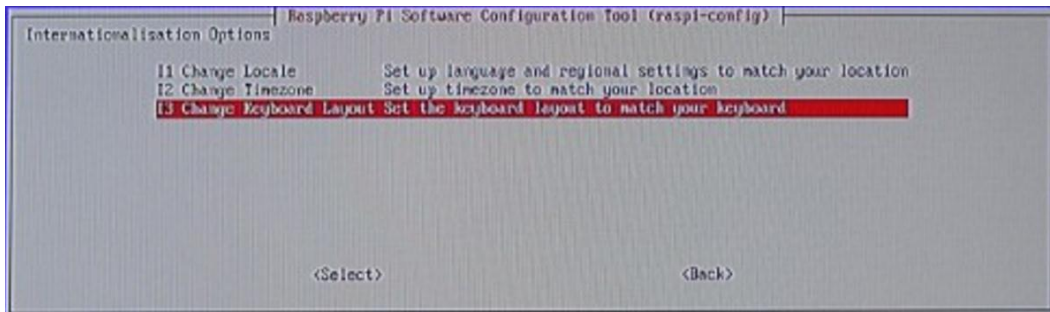 Raspberry Pi Software Configuration Tool (raspi-config)
Internationalisation Options
I1 Change Locale Set up language and regional settings to match your location
I2 Change Timezone Set up timezone to match your location
I3 Change Keyboard Layout Set the keyboard layout to match your keyboard
<Select> <Back>